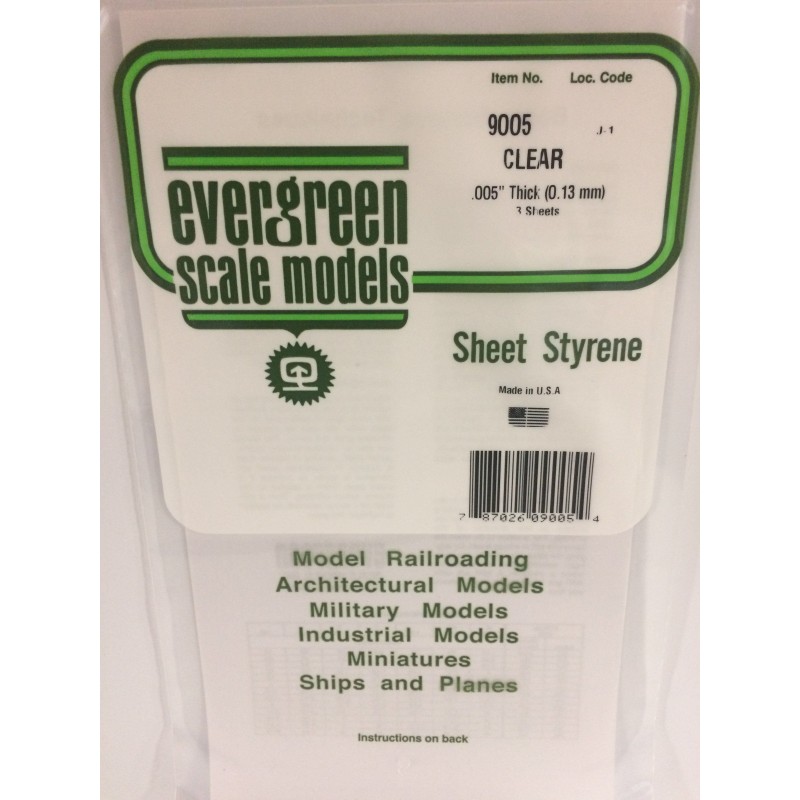 Item No. Loc. Code
9005 J-1
CLEAR
.005" Thick (0.13 mm)
3 Sheets
evergreen
scale models
Sheet Styrene
Made in U.S.A
7 87026 09005 4
Model Railroading
Architectural Models
Military Models
Industrial Models
Miniatures
Ships and Planes
Instructions on back